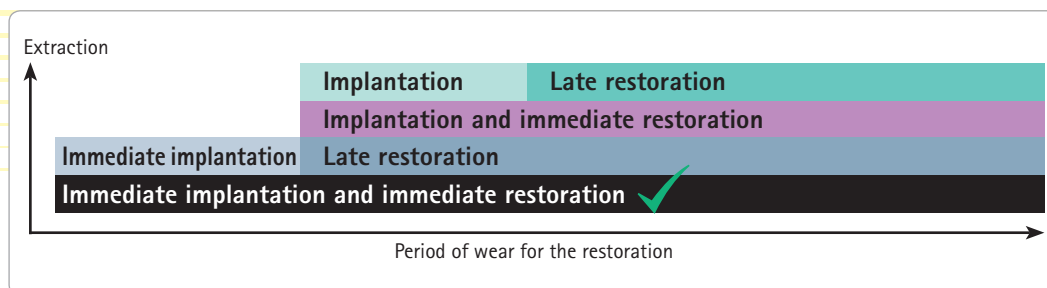 Extraction
Implantation Late restoration
Implantation and immediate restoration
Immediate implantation Late restoration
Immediate implantation and immediate restoration
Period of wear for the restoration